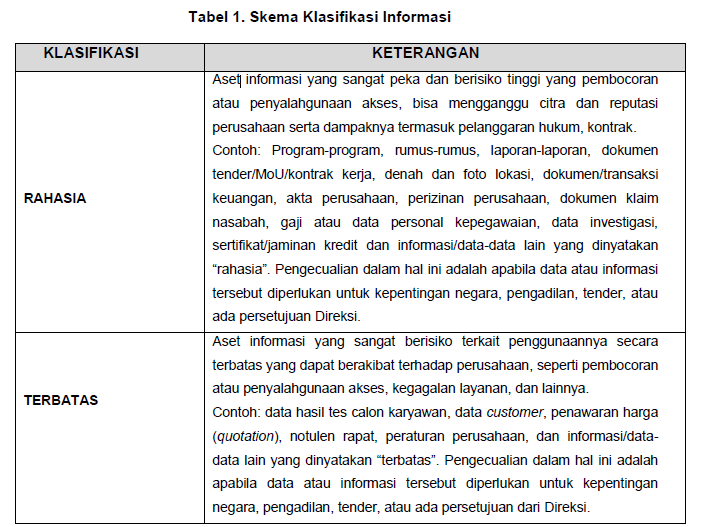 Tabel 1. Skema Klasifikasi Informasi
KLASIFIKASI
KETERANGAN
RAHASIA
Aset informasi yang sangat peka dan berisiko tinggi yang pembocoran
atau penyalahgunaan akses, bisa mengganggu citra dan reputasi
perusahaan serta dampaknya termasuk pelanggaran hukum, kontrak.
Contoh: Program-program, rumus-rumus, laporan-laporan, dokumen
tender/MoU/kontrak kerja, denah dan foto lokasi, dokumen/transaksi
keuangan, akta perusahaan, perizinan perusahaan, dokumen klaim
nasabah, gaji atau data personal kepegawaian, data investigasi,
sertifikat/jaminan kredit dan informasi/data-data lain yang dinyatakan
“rahasia”. Pengecualian dalam hal ini adalah apabila data atau informasi
tersebut diperlukan untuk kepentingan negara, pengadilan, tender, atau
ada persetujuan Direksi.
TERBATAS
Aset informasi yang sangat berisiko terkait penggunaannya secara
terbatas yang dapat berakibat terhadap perusahaan, seperti pembocoran
atau penyalahgunaan akses, kegagalan layanan, dan lainnya.
Contoh: data hasil tes calon karyawan, data customer, penawaran harga
(quotation), notulen rapat, peraturan perusahaan, dan informasi/data-
data lain yang dinyatakan “terbatas”. Pengecualian dalam hal ini adalah
apabila data atau informasi tersebut diperlukan untuk kepentingan
negara, pengadilan, tender, atau ada persetujuan dari Direksi.